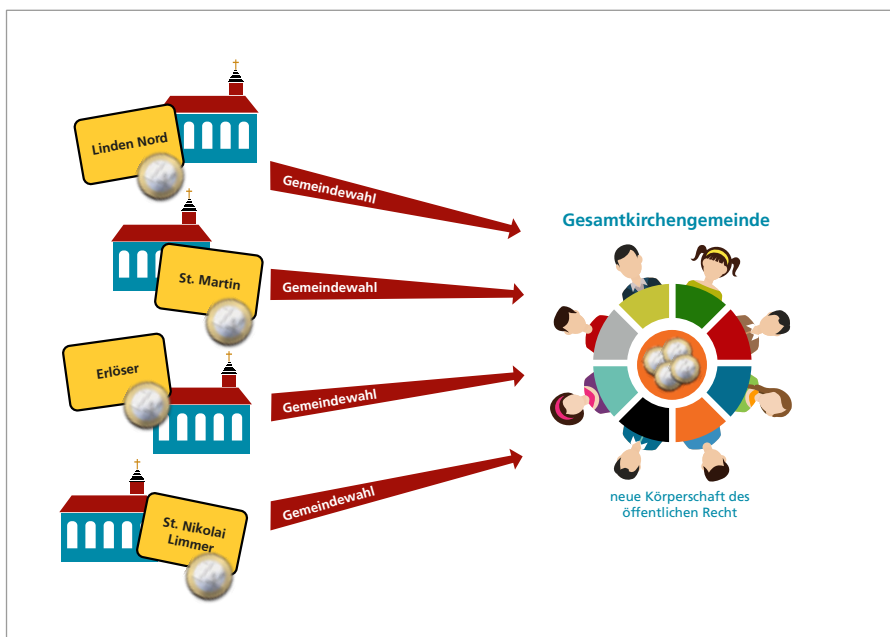 Linden Nord
Gemeindewahl
St. Martin
Gemeindewahl
Erlöser
Gemeindewahl
St. Nikolai
Limmer
Gemeindewahl
Gesamtkirchengemeinde
neue Körperschaft des
öffentlichen Recht